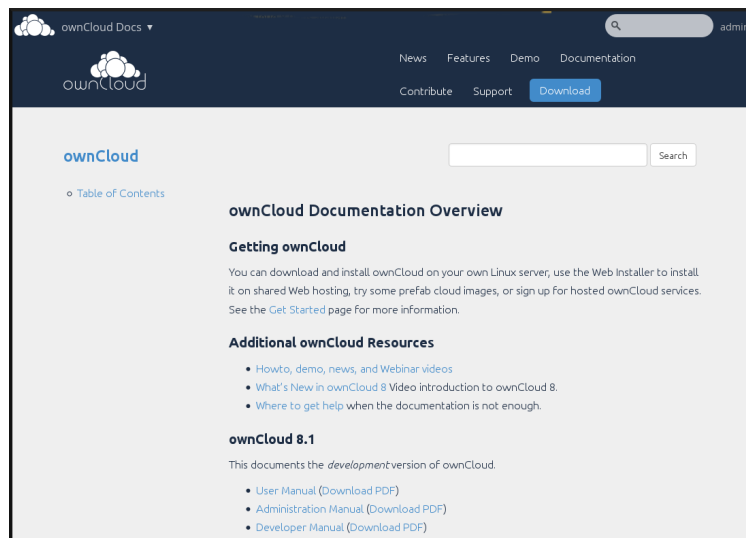 ownCloud Docs ▾
admin
ownCloud
News Features Demo Documentation
Contribute Support Download
ownCloud
Search
Table of Contents
ownCloud Documentation Overview
Getting ownCloud
You can download and install ownCloud on your own Linux server, use the Web Installer to install
it on shared Web hosting, try some prefab cloud images, or sign up for hosted ownCloud services.
See the Get Started page for more information.
Additional ownCloud Resources
Howto, demo, news, and Webinar videos
What's New in ownCloud 8 Video introduction to ownCloud 8.
Where to get help when the documentation is not enough.
ownCloud 8.1
This documents the development version of ownCloud.
User Manual (Download PDF)
Administration Manual (Download PDF)
Developer Manual (Download PDF)